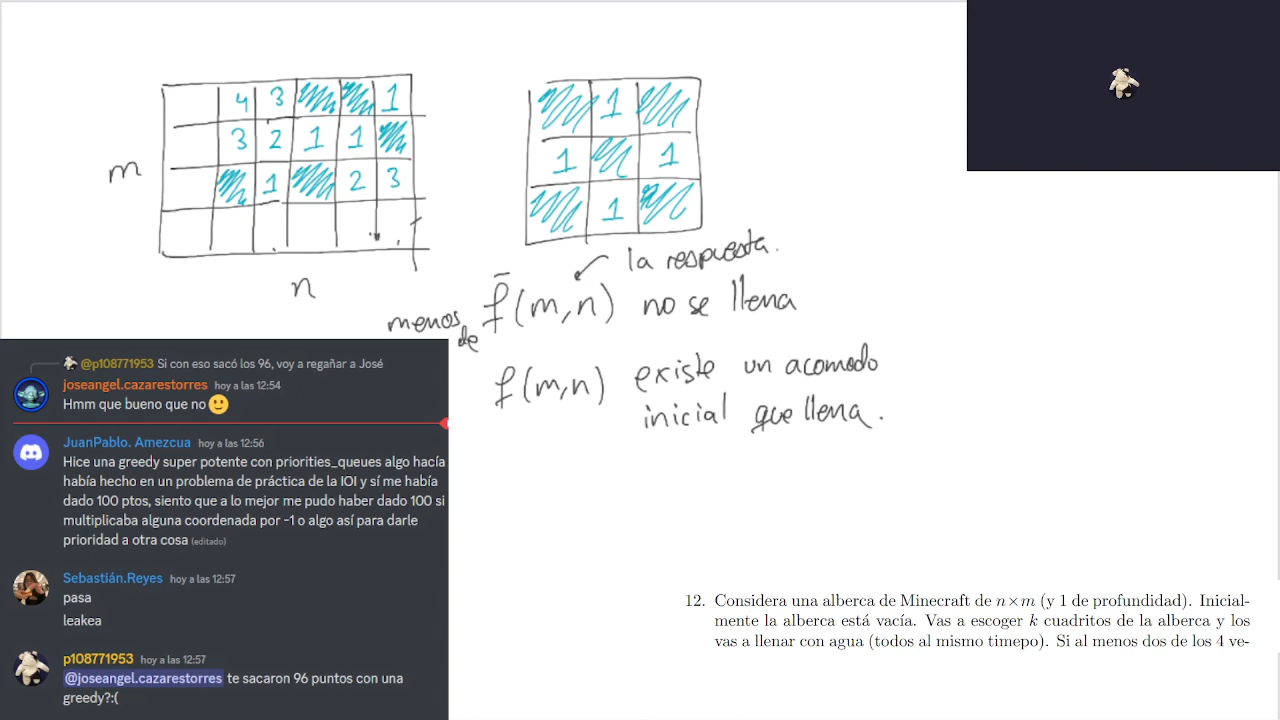 4 3 1
3 2 1 1
1 2 3
m
n
1
1 1
1
la respuesta.
menos de f̄(m,n) no se llena
f(m,n) existe un acomodo
inicial que llena.
@p108771953 Si con eso sacó los 96, voy a regañar a José
joseangel.cazarestorres hoy a las 12:54
Hmm que bueno que no🙂
JuanPablo. Amezcua hoy a las 12:56
Hice una greedy super potente con priorities_queues algo hacía
había hecho en un problema de práctica de la IOI y sí me había
dado 100 ptos, siento que a lo mejor me pudo haber dado 100 si
multiplicaba alguna coordenada por -1 o algo así para darle
prioridad a otra cosa (editado)
Sebastián.Reyes hoy a las 12:57
pasa
leakea
p108771953 hoy a las 12:57
@joseangel.cazarestorres te sacaron 96 puntos con una
greedy?:(
12. Considera una alberca de Minecraft de n×m (y 1 de profundidad). Inicial-
mente la alberca está vacía. Vas a escoger k cuadritos de la alberca y los
vas a llenar con agua (todos al mismo timepo). Si al menos dos de los 4 ve-